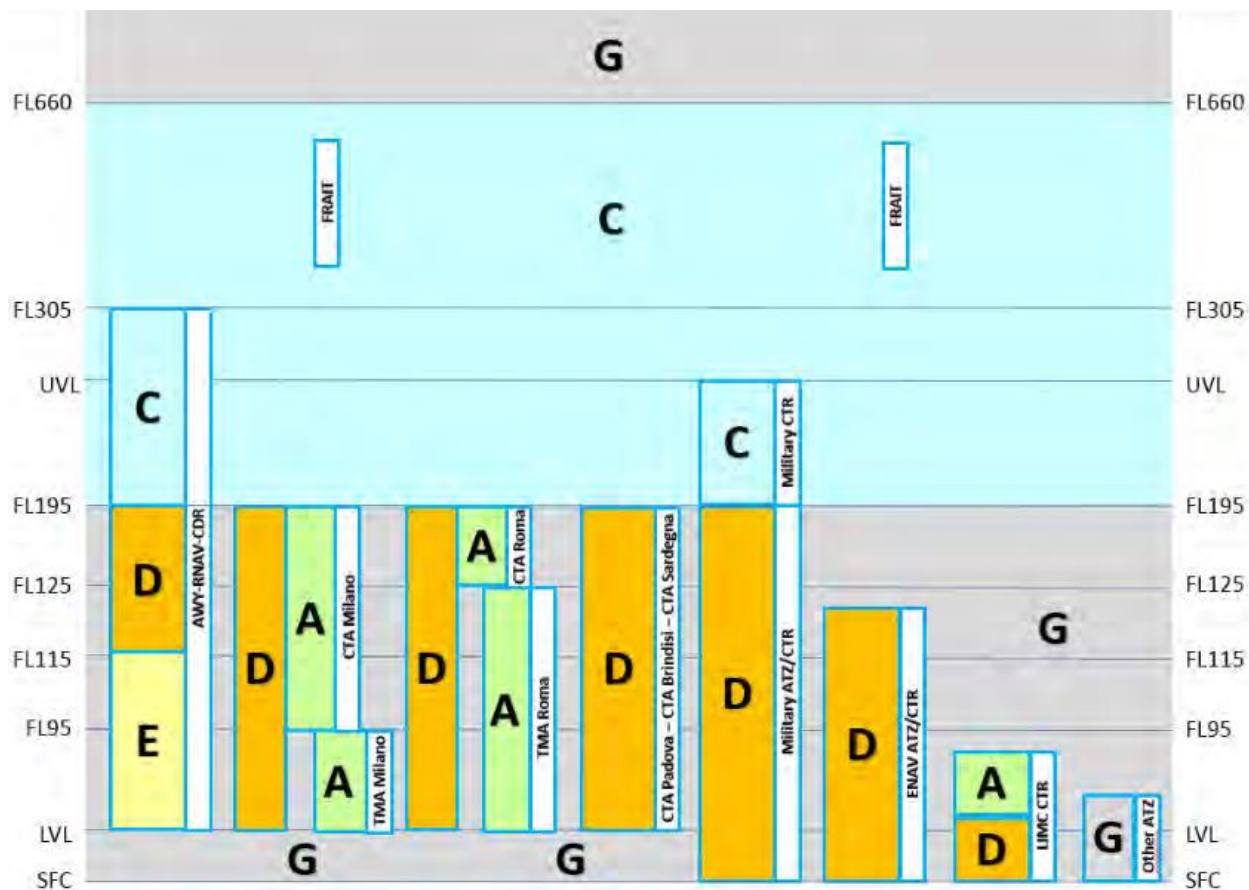 G
FL660 FL660
FRAIT FRAIT
C
FL305 FL305
UVL UVL
C
C Military CTR
FL195 FL195
AWY-RNAV-CDR
D
D A CTA Milano
D A CTA Roma
D CTA Padova – CTA Brindisi – CTA Sardegna
FL125 FL125
G
FL115 FL115
A TMA Roma
D Military ATZ/CTR
D ENAV ATZ/CTR
FL95 FL95
E
A TMA Milano
A
D LIMC CTR
G Other ATZ
LVL LVL
G G
SFC SFC